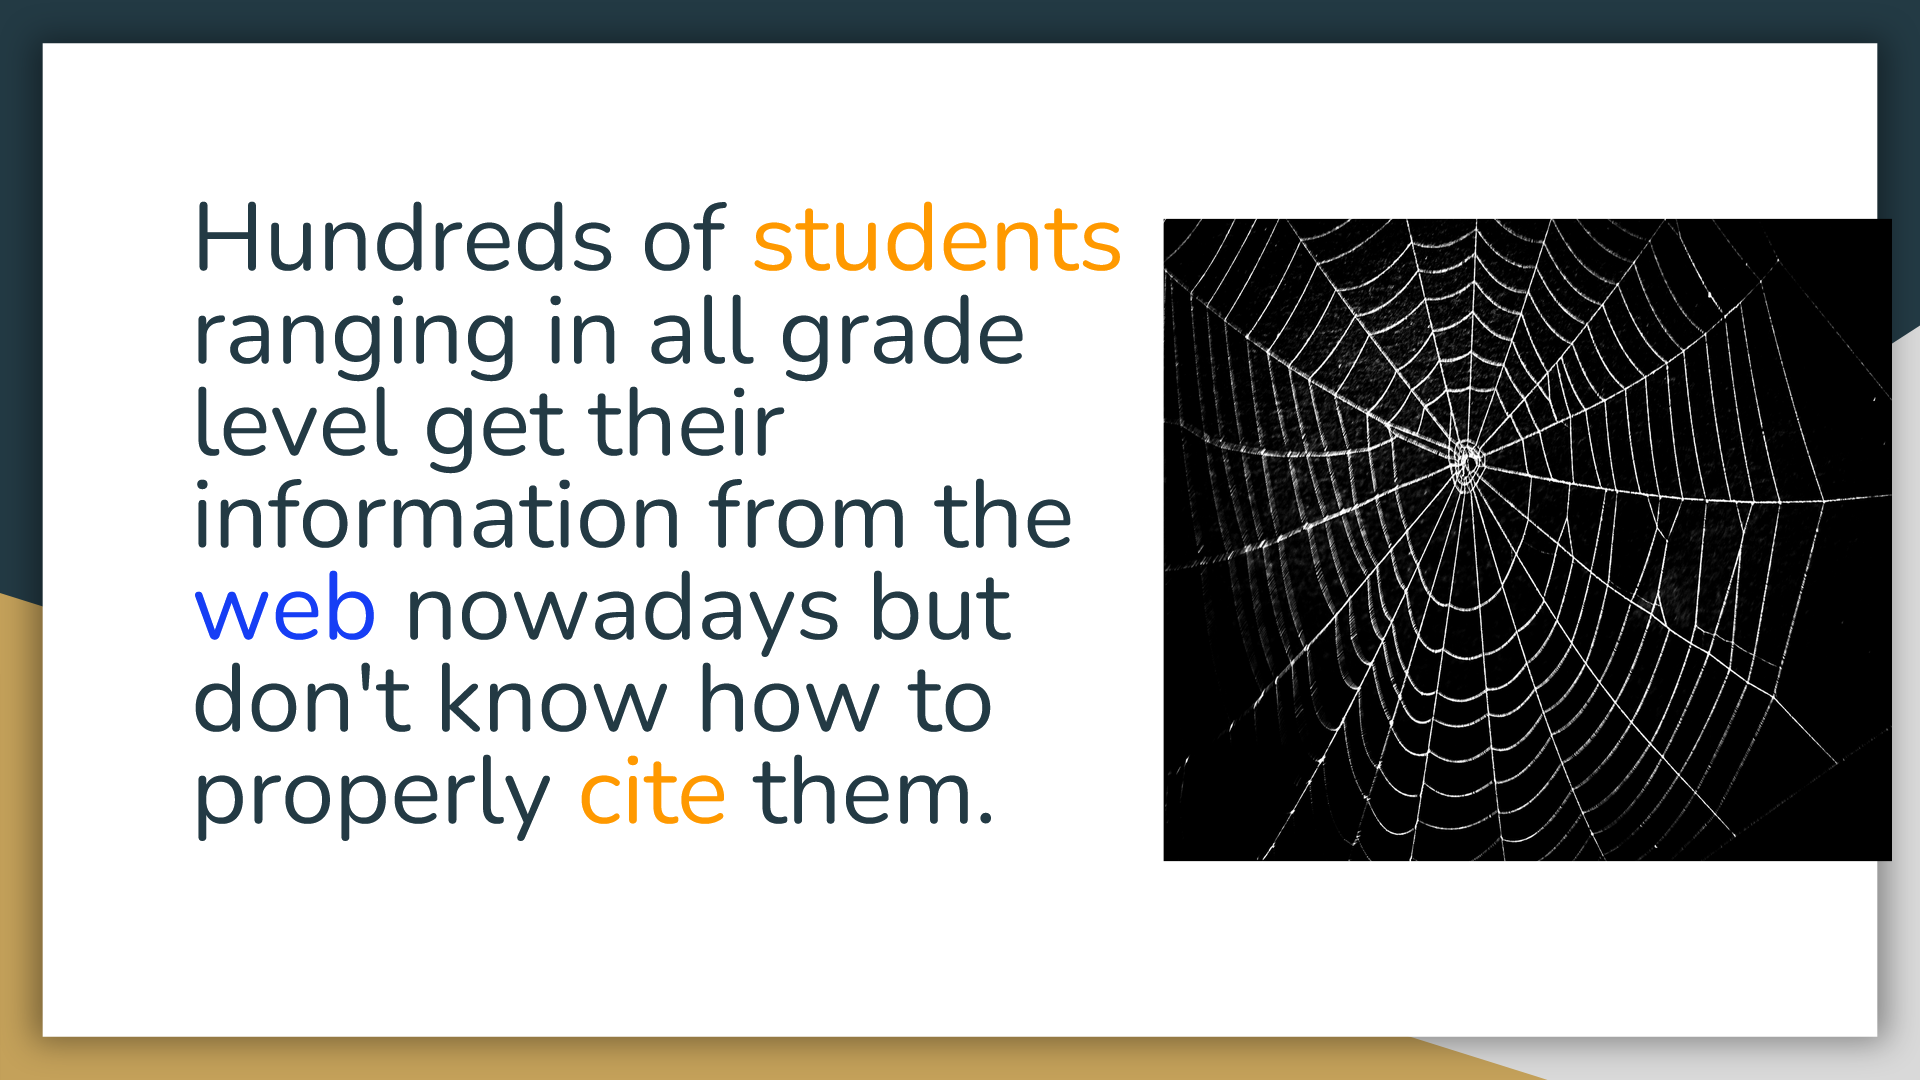 Hundreds of students
ranging in all grade
level get their
information from the
web nowadays but
don't know how to
properly cite them.